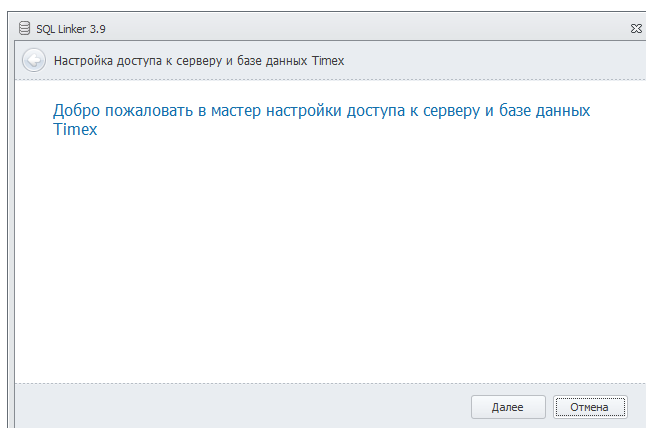 SQL Linker 3.9
Настройка доступа к серверу и базе данных Timex
Добро пожаловать в мастер настройки доступа к серверу и базе данных
Timex
Далее
Отмена